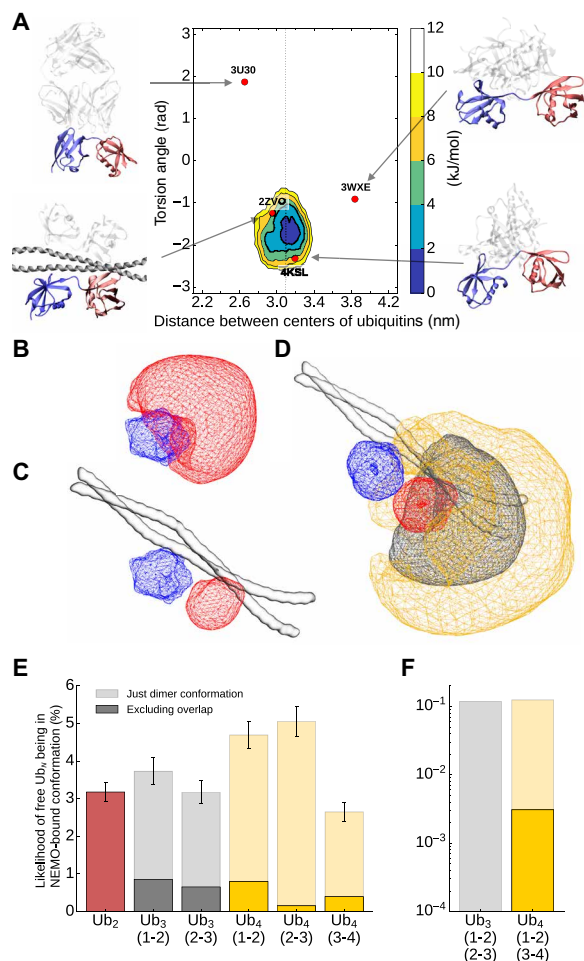 A
Torsion angle (rad)
3
2
1
0
−1
−2
−3
3U30
3WXE
2ZVO
4KSL
2.2
2.6
3.0
3.4
3.8
4.2
Distance between centers of ubiquitins (nm)
12
10
8
6
4
2
0
(kJ/mol)
B
C
D
E
Likelihood of free UbN being in
NEMO-bound conformation (%)
6
5
4
3
2
1
0
Just dimer conformation
Excluding overlap
Ub2
Ub3
(1-2)
Ub3
(2-3)
Ub4
(1-2)
Ub4
(2-3)
Ub4
(3-4)
F
10−1
10−2
10−3
10−4
Ub3
(1-2)
(2-3)
Ub4
(1-2)
(3-4)